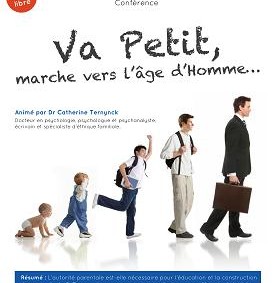 libre
Conférence
Va Petit,
marche vers l'âge d'Homme...
Animé par Dr Catherine Ternynck
Docteur en psychologie, psychologue et psychanalyste,
écrivain et spécialiste d'éthique familiale.
Résumé : L'autorité parentale est-elle nécessaire pour l'éducation et la construction